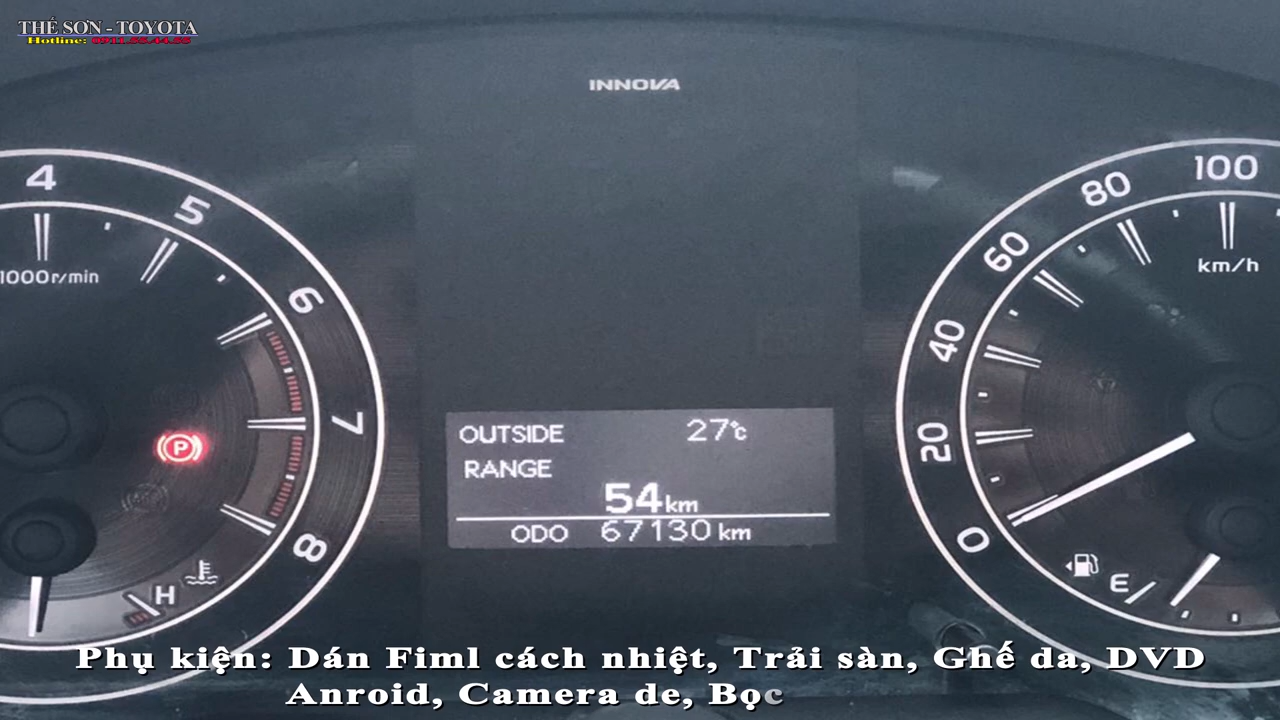 THẾ SƠN - TOYOTA
Hotline:
INNOVA
4
5
6
7
8
1000r/min
H
OUTSIDE 27°c
RANGE
54km
ODO 67130 km
0
20
40
60
80
100
km/h
E
Phụ kiện: Dán Fiml cách nhiệt, Trải sàn, Ghế da, DVD
Anroid, Camera de, Bọc